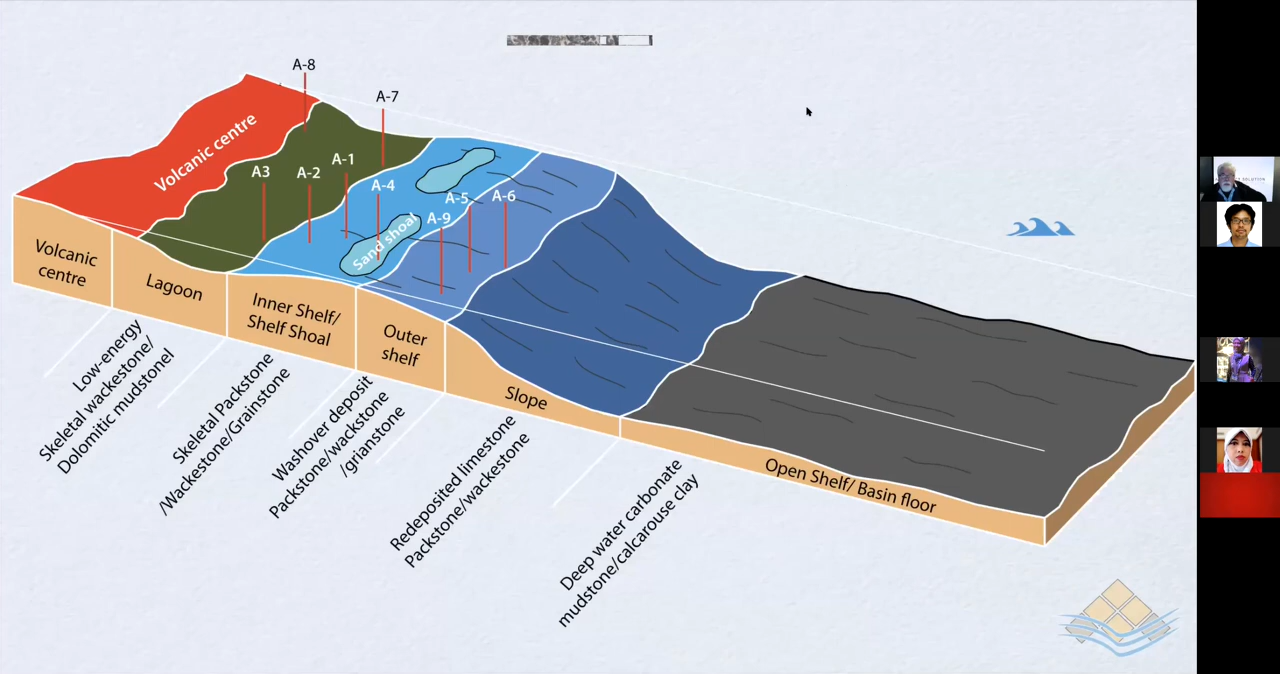 A-8
A-7
Volcanic centre
A3
A-2
A-1
A-4
A-5
A-6
A-9
Sand shoal
Volcanic
centre
Lagoon
Inner Shelf/
Shelf Shoal
Outer
shelf
Slope
Open Shelf/ Basin floor
Low-energy
Skeletal wackestone/
Dolomitic mudstonel
Skeletal Packstone
/Wackestone/Grainstone
Washover deposit
Packstone/wackstone
/grianstone
Redeposited limestone
Packstone/wackestone
Deep water carbonate
mudstone/calcarouse clay
SOLUTION